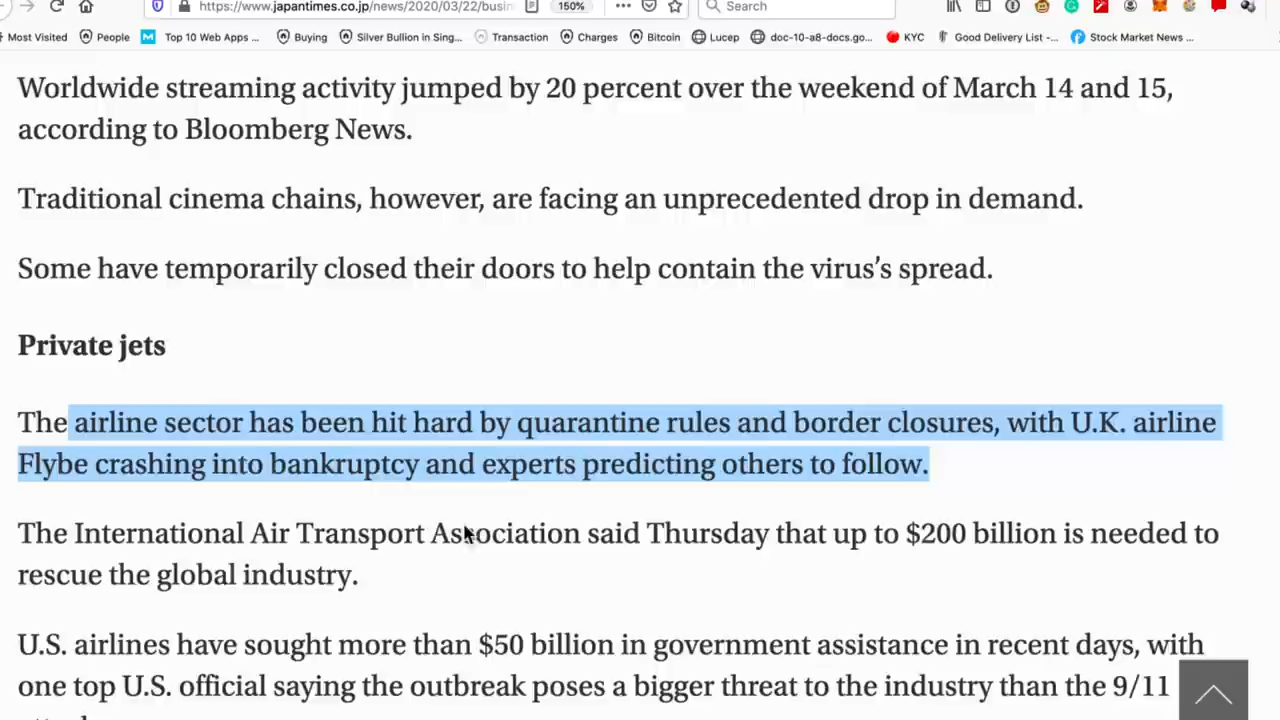 https://www.japantimes.co.jp/news/2020/03/22/busin
150%
Search
Most Visited
People
Top 10 Web Apps ...
Buying
Silver Bullion in Sing...
Transaction
Charges
Bitcoin
Lucep
doc-10-a8-docs.go...
KYC
Good Delivery List -...
Stock Market News ...
Worldwide streaming activity jumped by 20 percent over the weekend of March 14 and 15,
according to Bloomberg News.
Traditional cinema chains, however, are facing an unprecedented drop in demand.
Some have temporarily closed their doors to help contain the virus’s spread.
Private jets
The airline sector has been hit hard by quarantine rules and border closures, with U.K. airline
Flybe crashing into bankruptcy and experts predicting others to follow.
The International Air Transport Association said Thursday that up to $200 billion is needed to
rescue the global industry.
U.S. airlines have sought more than $50 billion in government assistance in recent days, with
one top U.S. official saying the outbreak poses a bigger threat to the industry than the 9/11